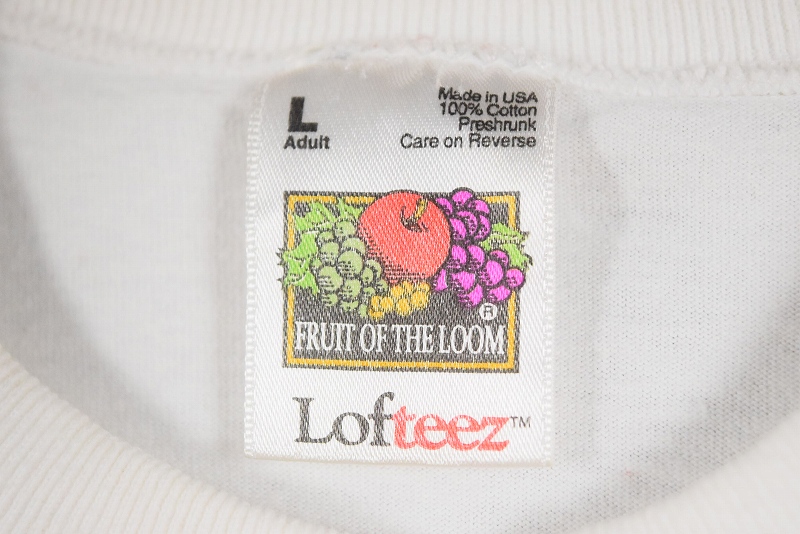 L
Adult
Made in USA
100% Cotton
Preshrunk
Care on Reverse
®
FRUIT OF THE LOOM
Lofteez™